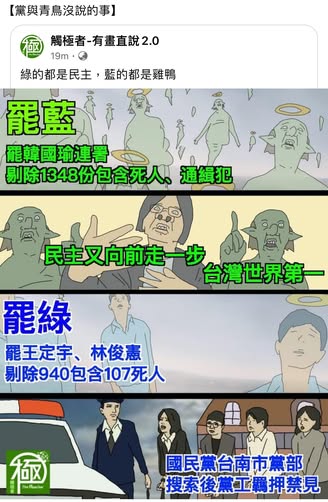 【黨與青鳥沒說的事】
觸極者-有畫直說2.0
19m
綠的都是民主，藍的都是雞鴨
罷藍
罷韓國瑜連署
剔除1348份包含死人、通緝犯
民主又向前走一步
台灣世界第一
罷綠
罷王定宇、林俊憲
剔除940包含107死人
國民黨台南市黨部
搜索後黨工羈押禁見
極